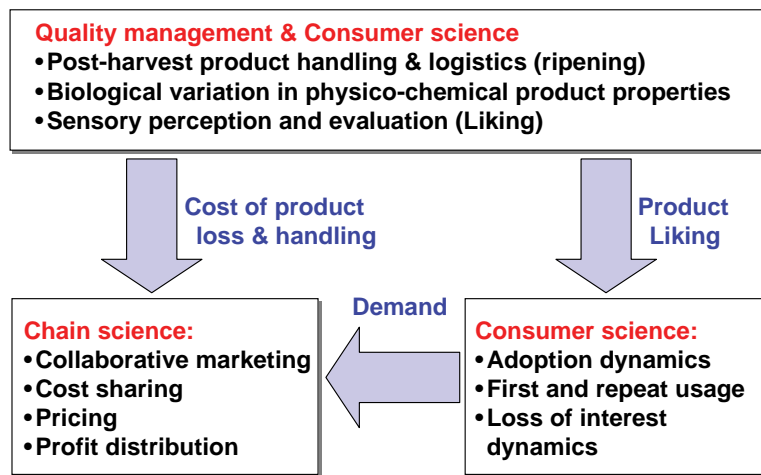 Quality management & Consumer science
•Post-harvest product handling & logistics (ripening)
•Biological variation in physico-chemical product properties
•Sensory perception and evaluation (Liking)
Cost of product
loss & handling
Product
Liking
Demand
Chain science:
•Collaborative marketing
•Cost sharing
•Pricing
•Profit distribution
Consumer science:
•Adoption dynamics
•First and repeat usage
•Loss of interest
dynamics